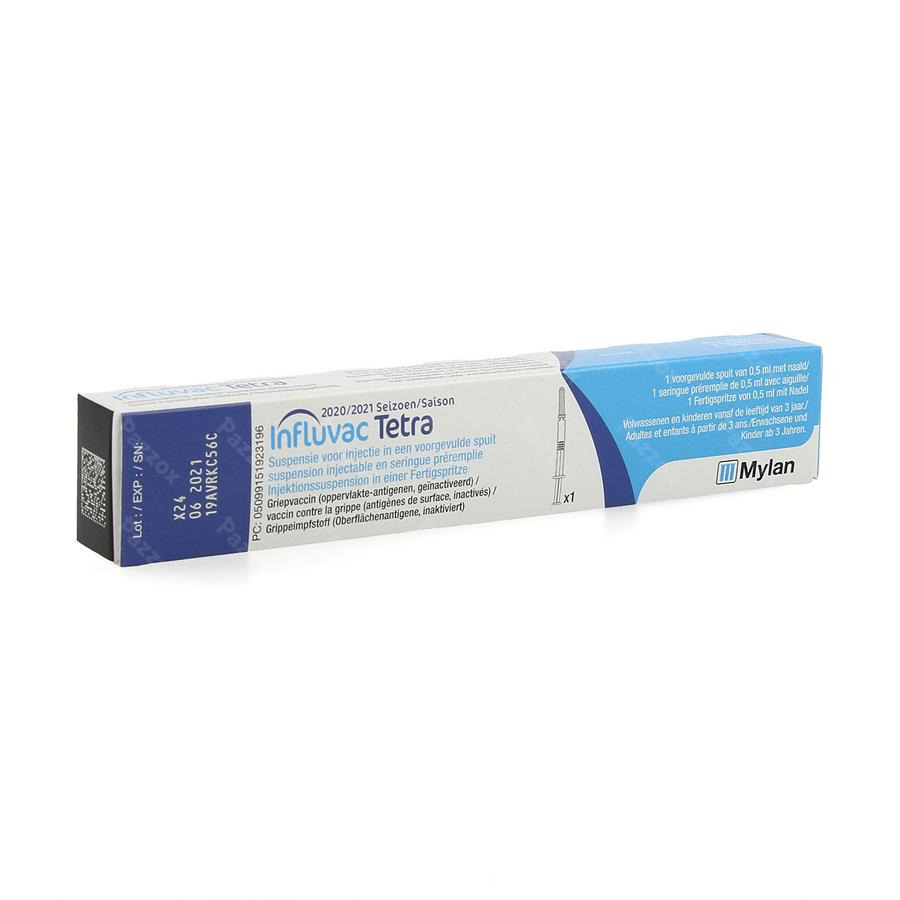 Influvac Tetra
Lot : / EXP : / SN:
X24
06 2021
19AVRKC56C
PC: 05099151923196
2020/2021 Seizoen/Saison
Influvac Tetra
Suspensie voor injectie in een voorgevulde spuit
suspension injectable en seringue préremplie
Injektionssuspension in einer Fertigspritze
Griepvaccin (oppervlakte-antigenen, geïnactiveerd) /
vaccin contre la grippe (antigènes de surface, inactivés) /
Grippeimpfstoff (Oberflächenantigene, inaktiviert)
x1
1 voorgevulde spuit van 0,5 ml met naald/
1 seringue préremplie de 0,5 ml avec aiguille/
1 Fertigspritze von 0,5 ml mit Nadel
Volwassenen en kinderen vanaf de leeftijd van 3 jaar./
Adultes et enfants à partir de 3 ans./Erwachsene und
Kinder ab 3 Jahren.
Mylan
pazzox